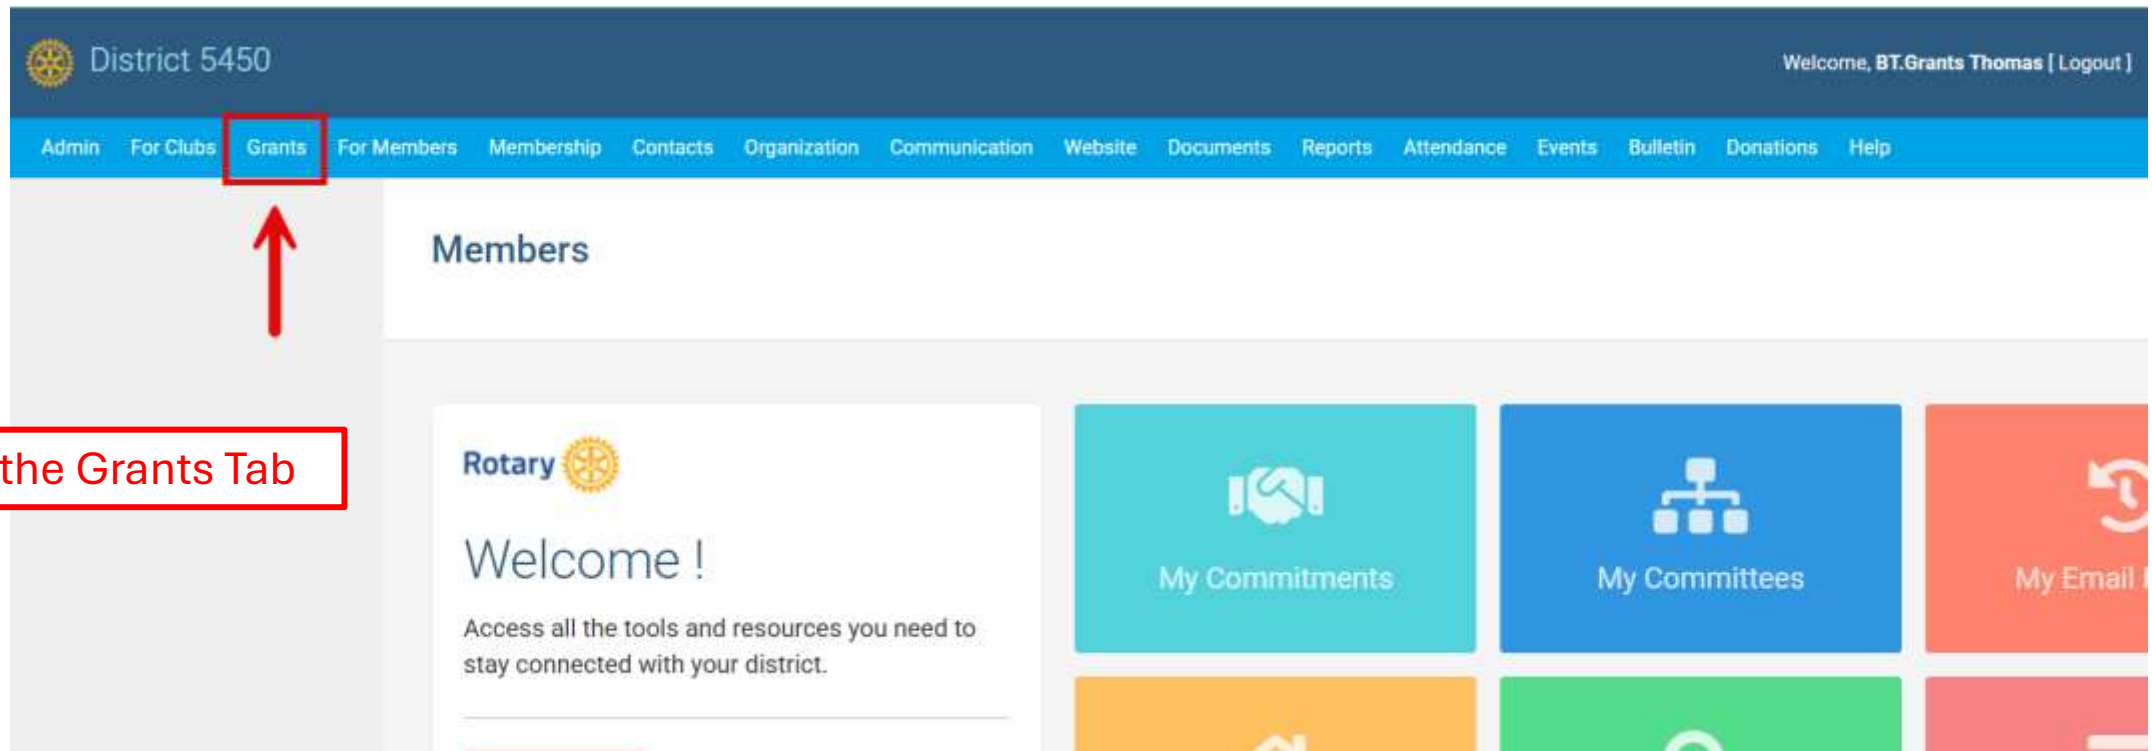 District 5450
Welcome, BT.Grants Thomas [ Logout ]
Admin For Clubs Grants For Members Membership Contacts Organization Communication Website Documents Reports Attendance Events Bulletin Donations Help
Members
the Grants Tab
Rotary
Welcome !
Access all the tools and resources you need to
stay connected with your district.
My Commitments
My Committees
My Email